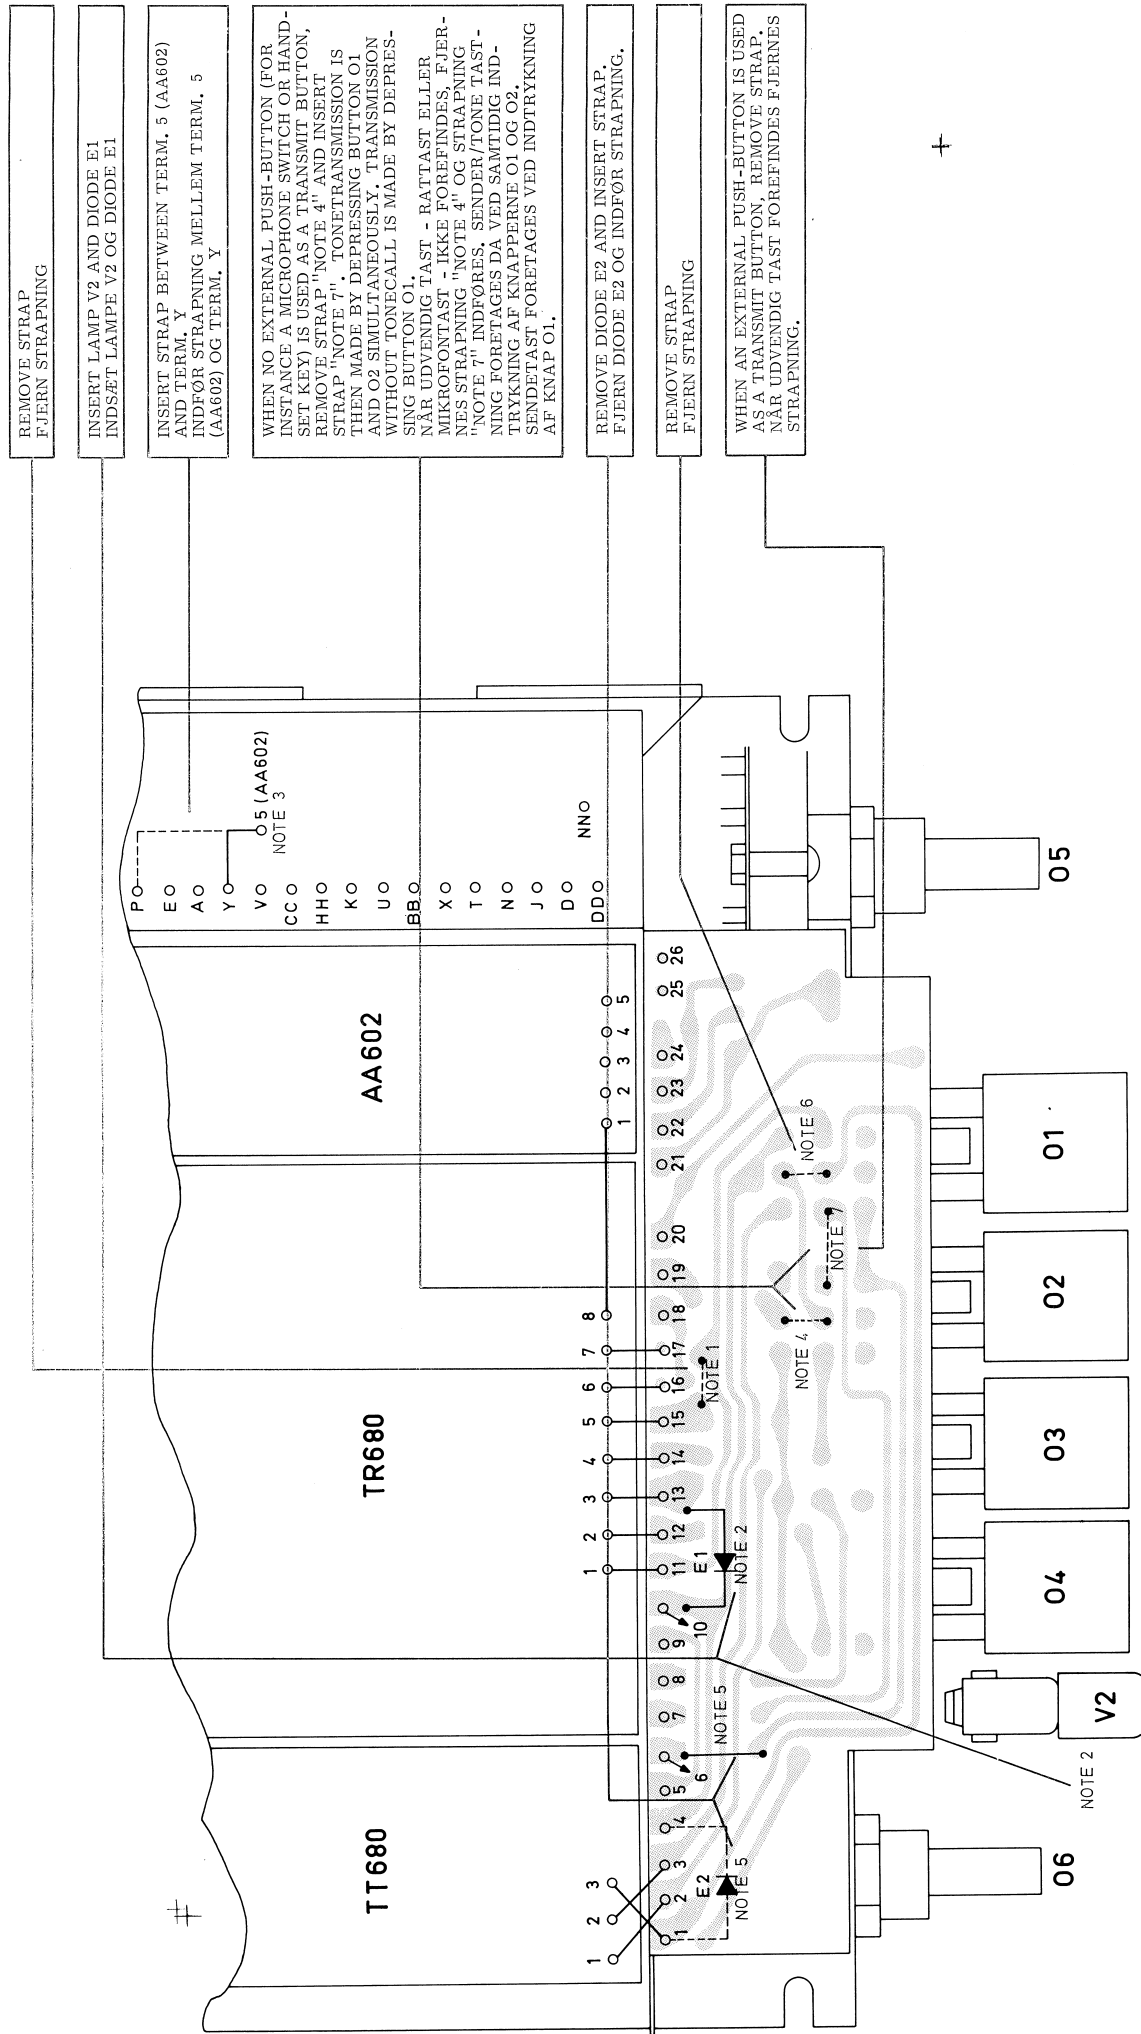 REMOVE STRAP
FJERN STRAPNING
INSERT LAMP V2 AND DIODE E1
INDSÆT LAMPE V2 OG DIODE E1
INSERT STRAP BETWEEN TERM. 5 (AA602)
AND TERM. Y
INDFØR STRAPNING MELLEM TERM. 5
(AA602) OG TERM. Y
WHEN NO EXTERNAL PUSH-BUTTON (FOR
INSTANCE A MICROPHONE SWITCH OR HAND-
SET KEY) IS USED AS A TRANSMIT BUTTON,
REMOVE STRAP "NOTE 4" AND INSERT
STRAP "NOTE 7". TONETRANSMISSION IS
THEN MADE BY DEPRESSING BUTTON O1
AND O2 SIMULTANEOUSLY. TRANSMISSION
WITHOUT TONECALL IS MADE BY DEPRES-
SING BUTTON O1.
NÅR UDVENDIG TAST - RATTAST ELLER
MIKROFONTAST - IKKE FOREFINDES, FJER-
NES STRAPNING "NOTE 4" OG STRAPNING
"NOTE 7" INDFØRES. SENDER/TONE TAST-
NING FORETAGES DA VED SAMTIDIG IND-
TRYKNING AF KNAPPERNE O1 OG O2.
SENDETAST FORETAGES VED INDTRYKNING
AF KNAP O1.
REMOVE DIODE E2 AND INSERT STRAP.
FJERN DIODE E2 OG INDFØR STRAPNING.
REMOVE STRAP
FJERN STRAPNING
WHEN AN EXTERNAL PUSH-BUTTON IS USED
AS A TRANSMIT BUTTON, REMOVE STRAP.
NÅR UDVENDIG TAST FOREFINDES FJERNES
STRAPNING.
P
E
A
Y
V
CC
HH
K
U
BB
X
T
N
J
D
DD
NN
5 (AA602)
NOTE 3
TT680
TR680
AA602
1 2 3
1 2 3 4 5 6 7 8
1 2 3 4 5
1 2 3 4 5 6 7 8 9 10 11 12 13 14 15 16 17 18 19 20 21 22 23 24 25 26
E2
NOTE 5
NOTE 5
E1
NOTE 2
NOTE 1
NOTE 4
NOTE 7
NOTE 6
NOTE 2
O6
V2
O4
O3
O2
O1
O5